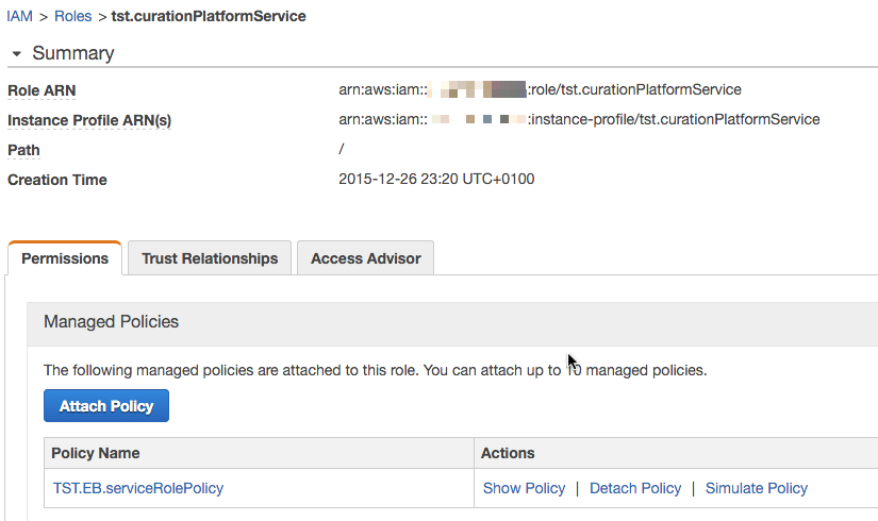 IAM > Roles > tst.curationPlatformService
Summary
Role ARN arn:aws:iam:: :role/tst.curationPlatformService
Instance Profile ARN(s) arn:aws:iam:: :instance-profile/tst.curationPlatformService
Path /
Creation Time 2015-12-26 23:20 UTC+0100
Permissions Trust Relationships Access Advisor
Managed Policies
The following managed policies are attached to this role. You can attach up to 10 managed policies.
Attach Policy
Policy Name Actions
TST.EB.serviceRolePolicy Show Policy | Detach Policy | Simulate Policy